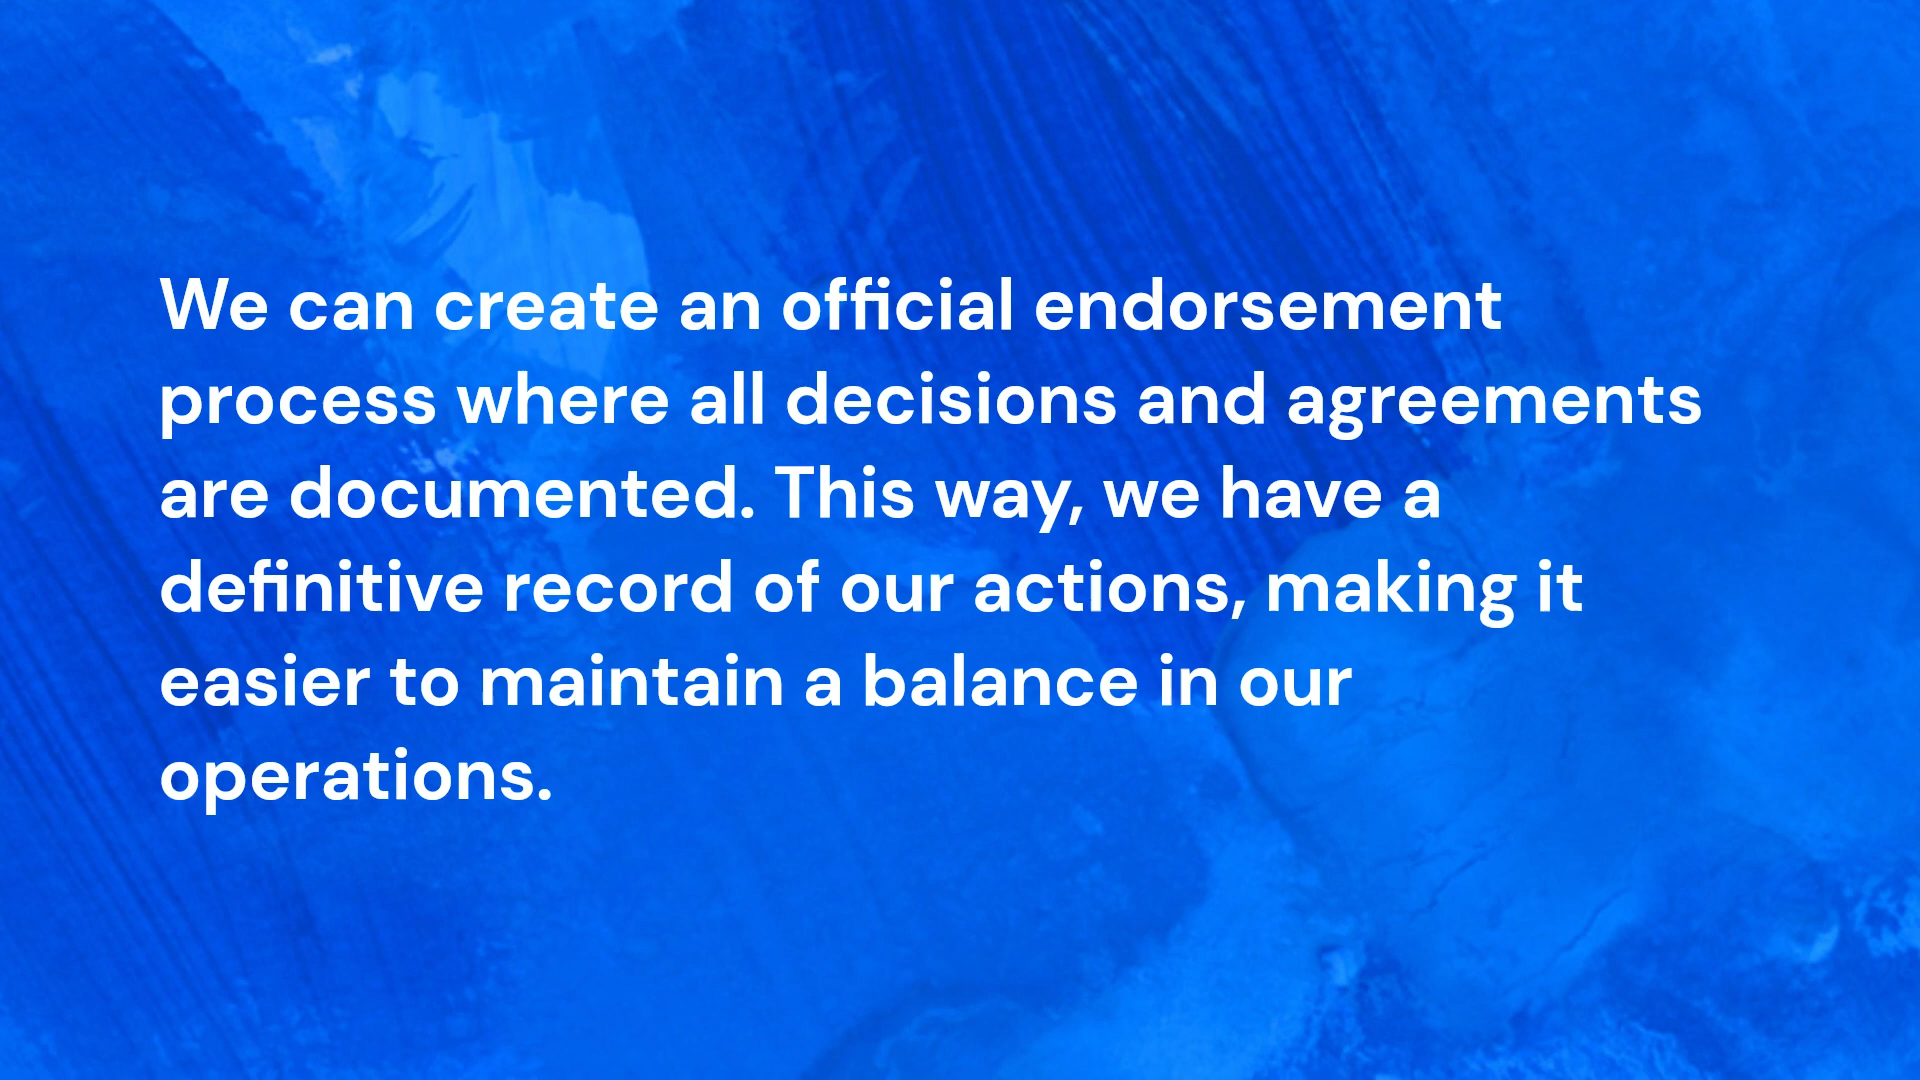 We can create an official endorsement
process where all decisions and agreements
are documented. This way, we have a
definitive record of our actions, making it
easier to maintain a balance in our
operations.